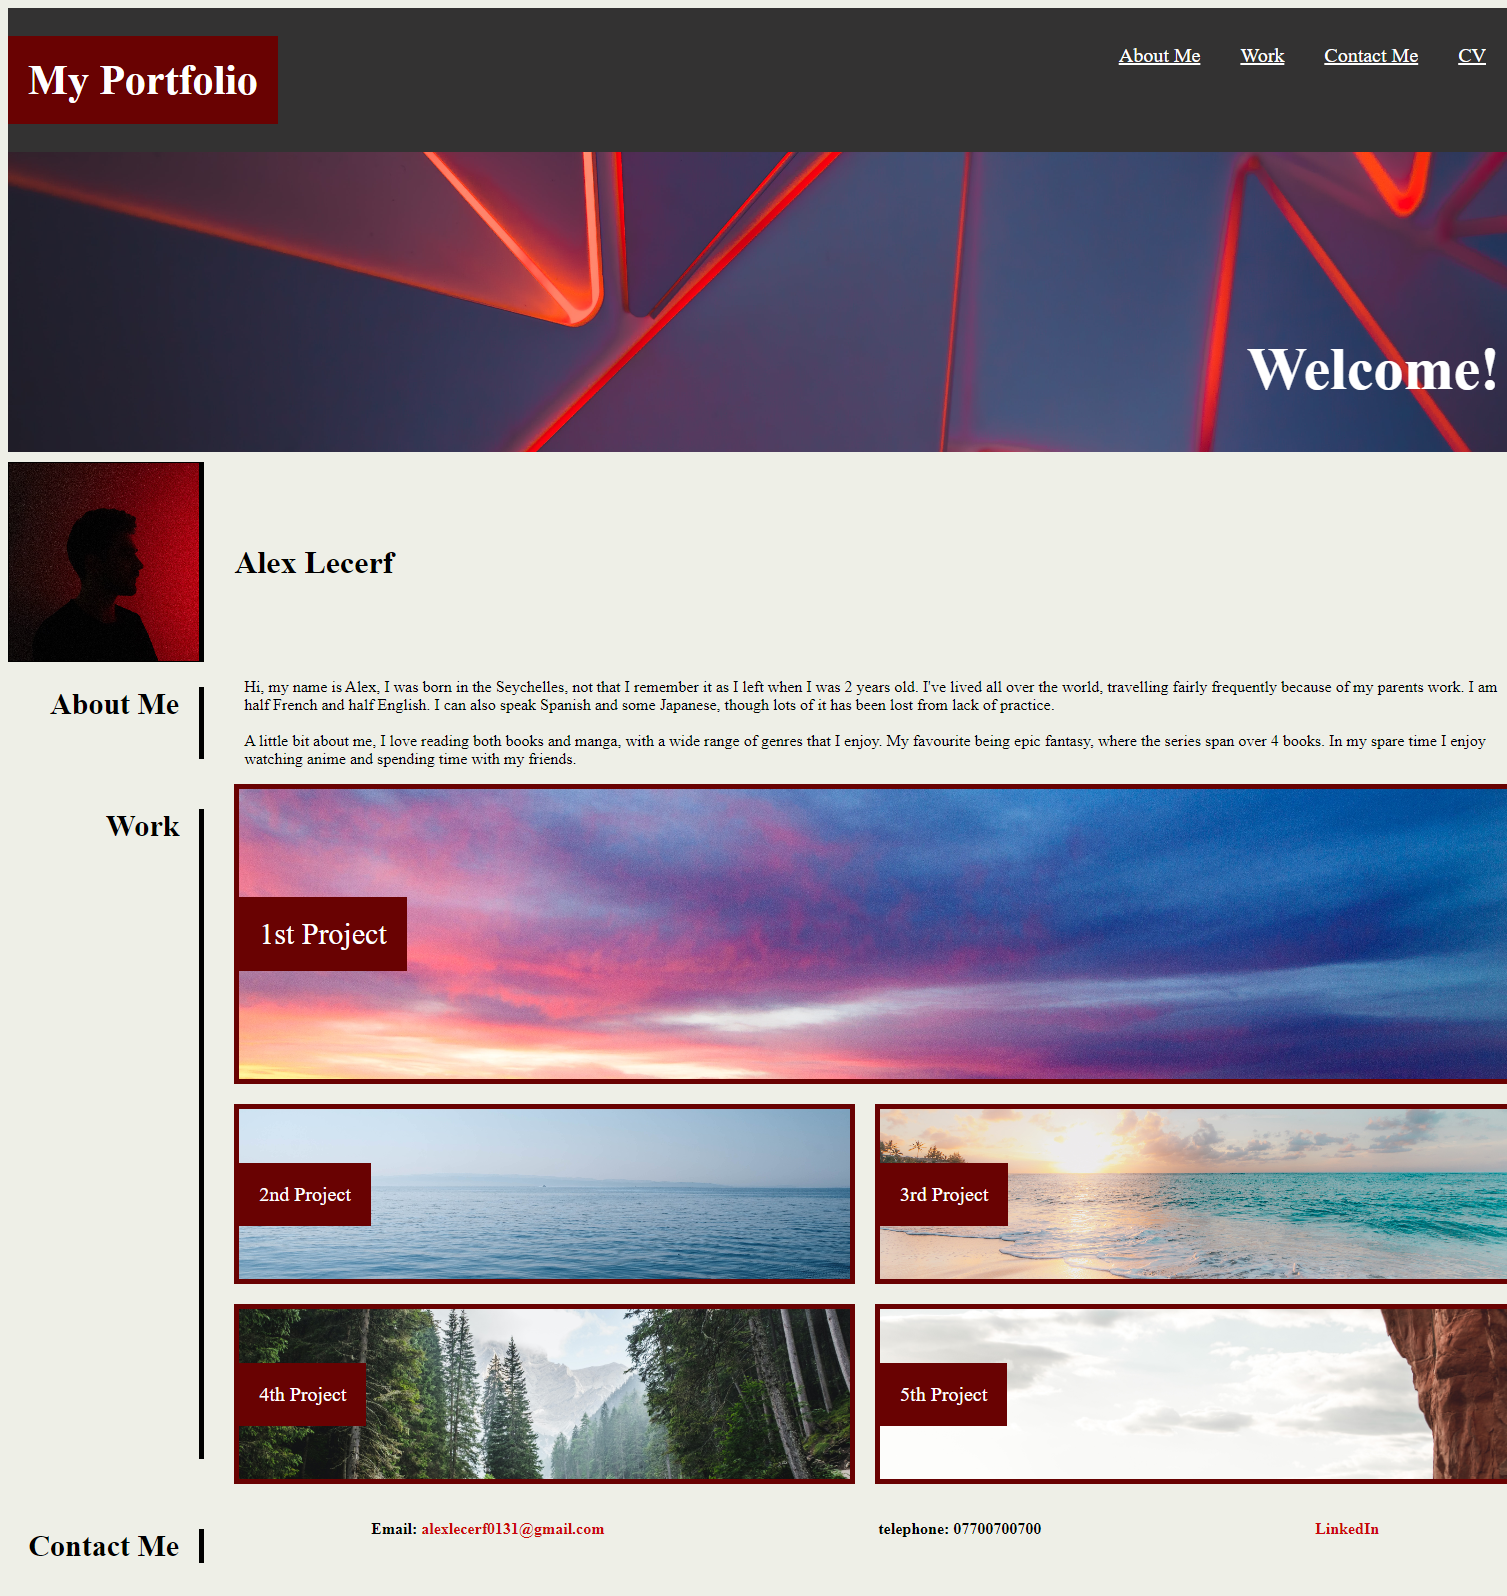 My Portfolio
About Me Work Contact Me CV
Welcome!
Alex Lecerf
About Me
Hi, my name is Alex, I was born in the Seychelles, not that I remember it as I left when I was 2 years old. I've lived all over the world, travelling fairly frequently because of my parents work. I am
half French and half English. I can also speak Spanish and some Japanese, though lots of it has been lost from lack of practice.
A little bit about me, I love reading both books and manga, with a wide range of genres that I enjoy. My favourite being epic fantasy, where the series span over 4 books. In my spare time I enjoy
watching anime and spending time with my friends.
Work
1st Project
2nd Project
3rd Project
4th Project
5th Project
Contact Me
Email: alexlecerf0131@gmail.com
telephone: 07700700700
LinkedIn